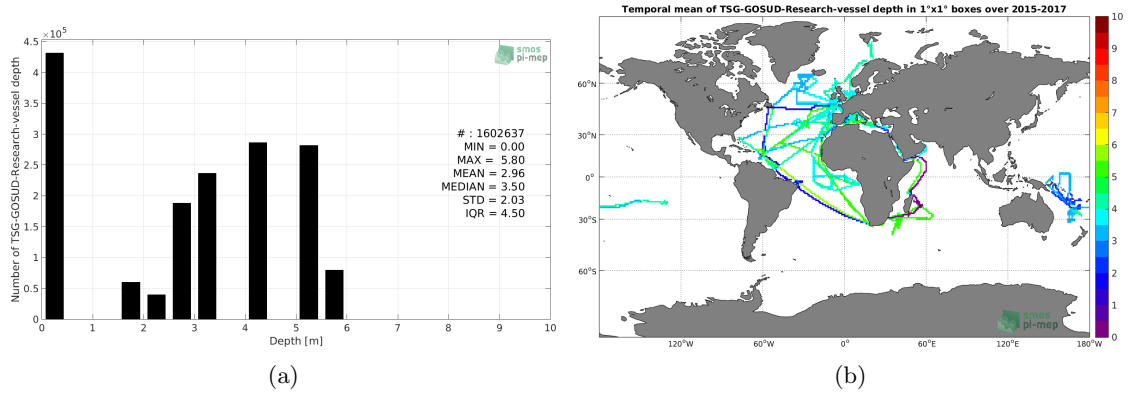 ×10⁵
4.5
4
3.5
3
2.5
2
1.5
1
0.5
0
Number of TSG-GOSUD-Research-vessel depth
smos
pi-mep
# : 1602637
MIN = 0.00
MAX = 5.80
MEAN = 2.96
MEDIAN = 3.50
STD = 2.03
IQR = 4.50
0 1 2 3 4 5 6 7 8 9 10
Depth [m]
(a)
Temporal mean of TSG-GOSUD-Research-vessel depth in 1°x1° boxes over 2015-2017
60°N
30°N
0°
30°S
60°S
120°W 60°W 0° 60°E 120°E 180°W
smos
pi-mep
10
9
8
7
6
5
4
3
2
1
0
(b)